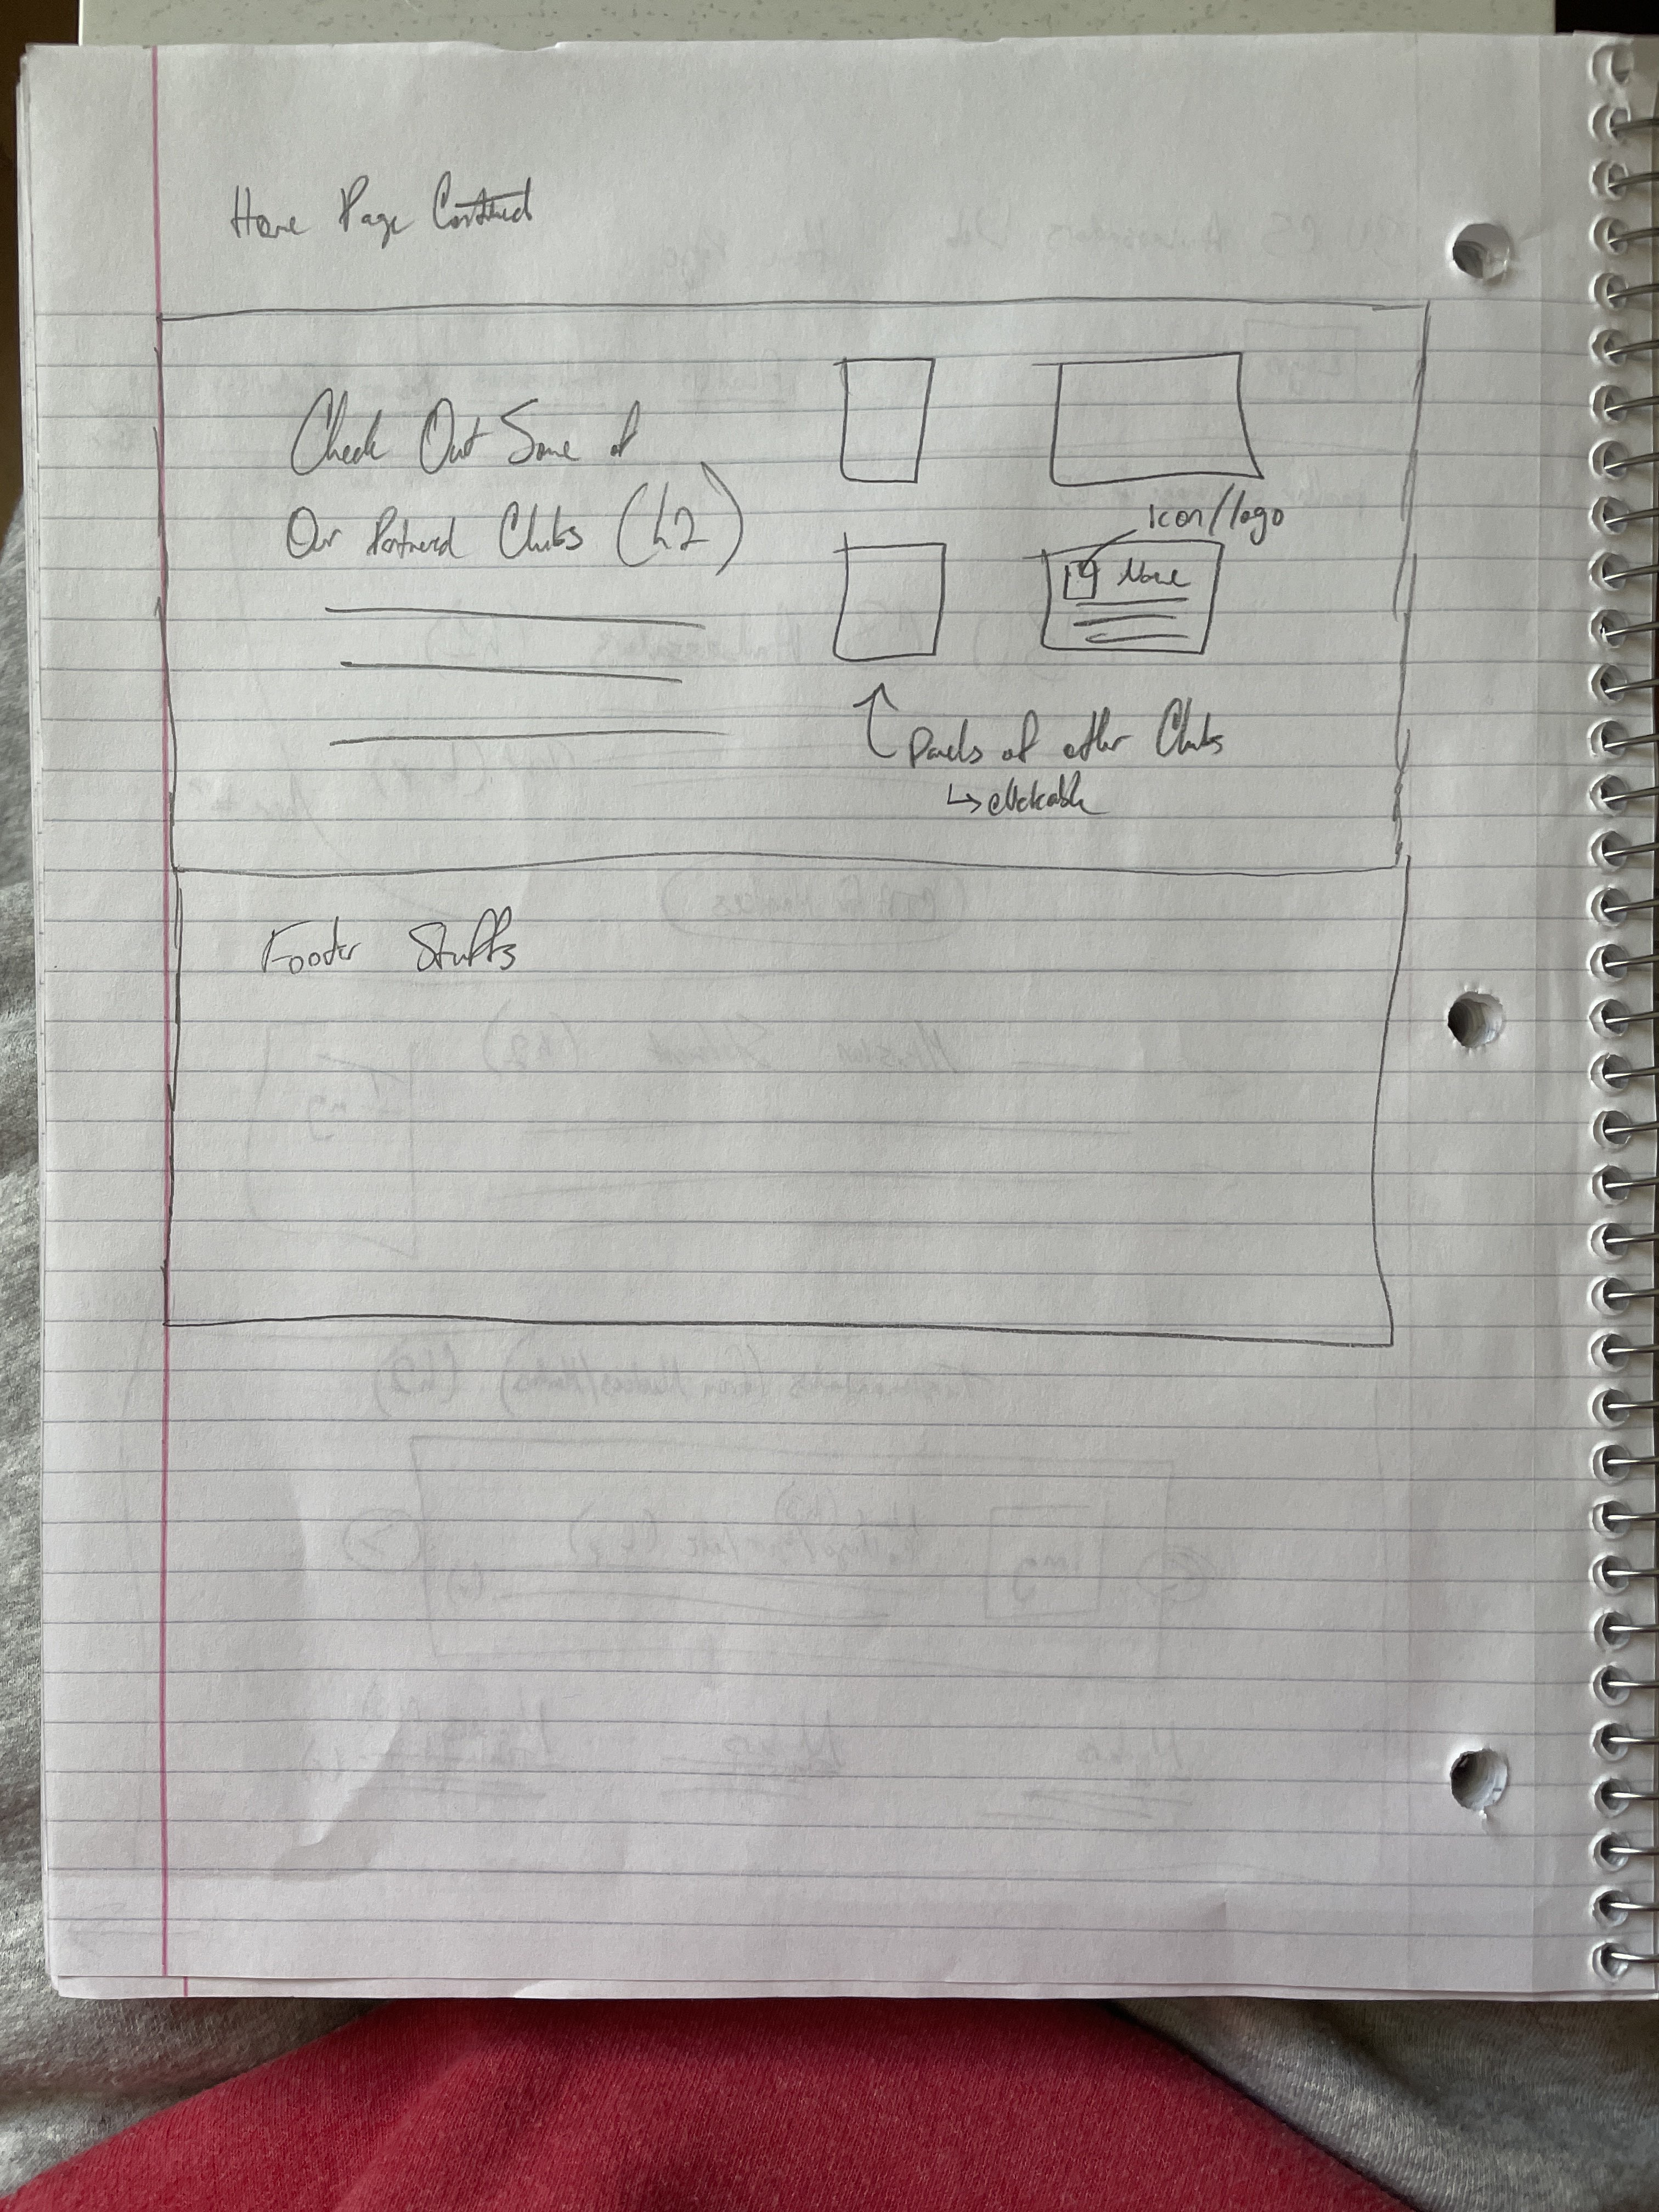 Home Page Continued
Check Out Some of
Our Partnered Clubs (h2)
icon/logo
Name
Panels of other Clubs
↳ clickable
Footer Stuffs